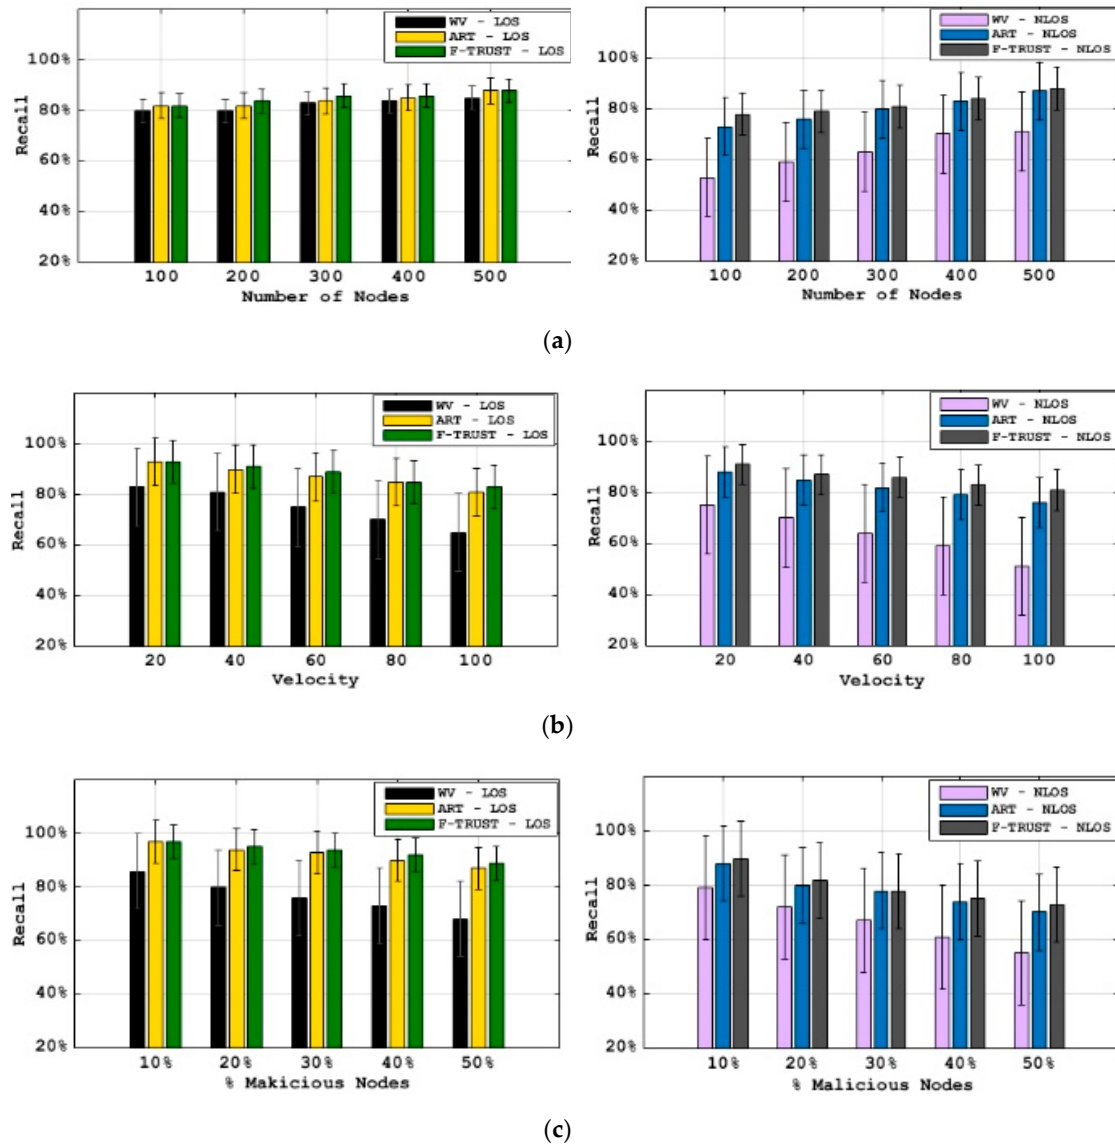 WV - LOS
ART - LOS
F-TRUST - LOS
100%
80%
60%
40%
20%
Recall
100 200 300 400 500
Number of Nodes
WV - NLOS
ART - NLOS
F-TRUST - NLOS
100%
80%
60%
40%
20%
Recall
100 200 300 400 500
Number of Nodes
(a)
WV - LOS
ART - LOS
F-TRUST - LOS
100%
80%
60%
40%
20%
Recall
20 40 60 80 100
Velocity
WV - NLOS
ART - NLOS
F-TRUST - NLOS
100%
80%
60%
40%
20%
Recall
20 40 60 80 100
Velocity
(b)
WV - LOS
ART - LOS
F-TRUST - LOS
100%
80%
60%
40%
20%
Recall
10% 20% 30% 40% 50%
% Makicious Nodes
WV - NLOS
ART - NLOS
F-TRUST - NLOS
100%
80%
60%
40%
20%
Recall
10% 20% 30% 40% 50%
% Malicious Nodes
(c)